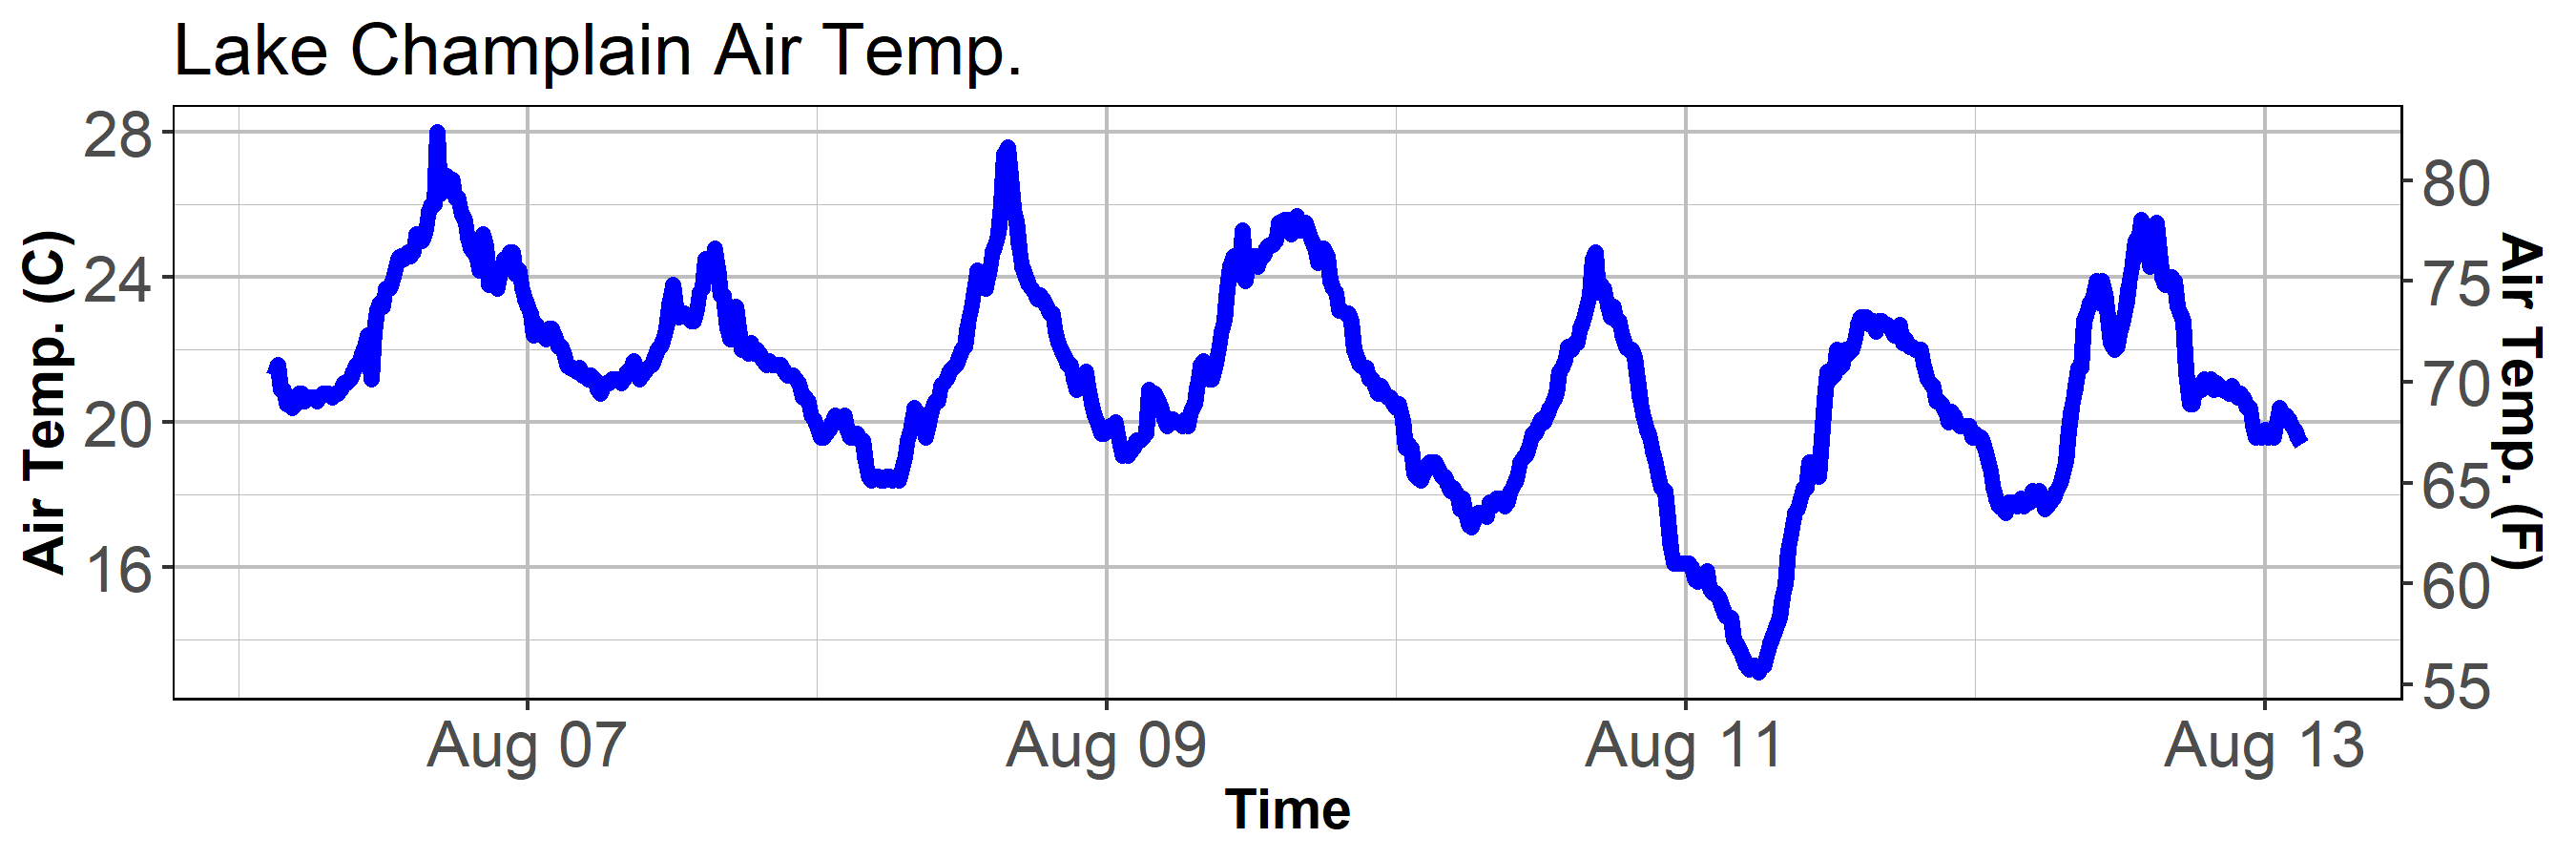 Lake Champlain Air Temp.
Air Temp. (C)
28
24
20
16
80
75
70
65
60
55
Air Temp. (F)
Aug 07 Aug 09 Aug 11 Aug 13
Time